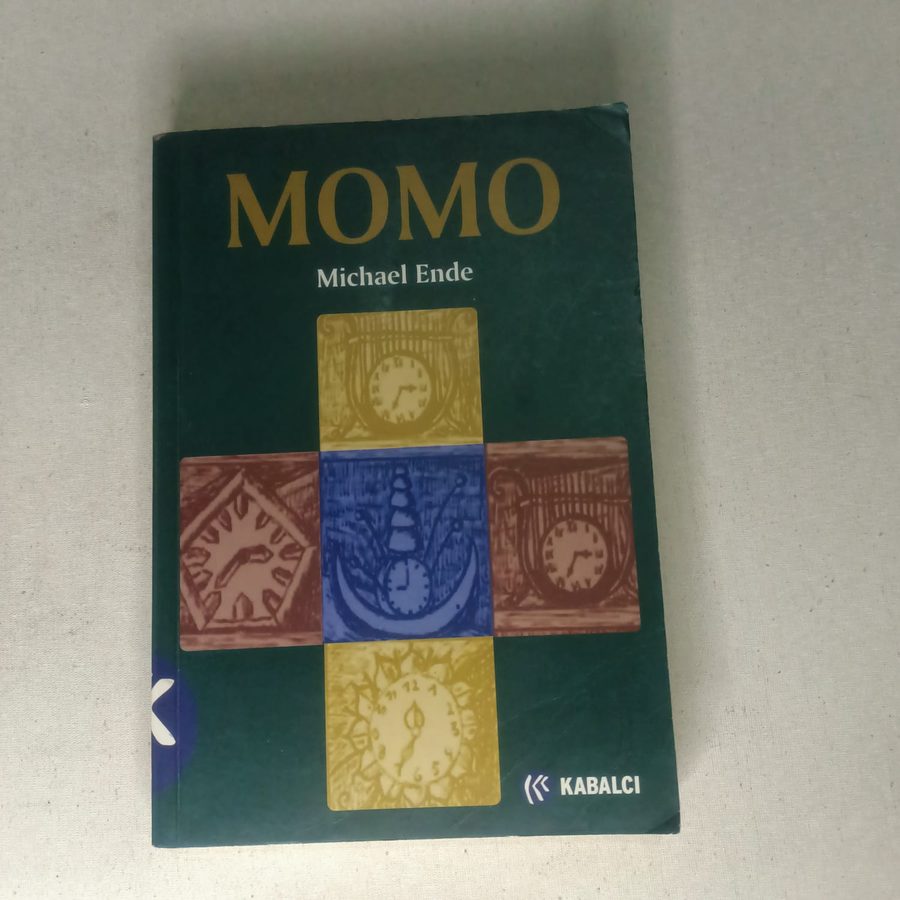 MOMO
Michael Ende
K
KABALCI